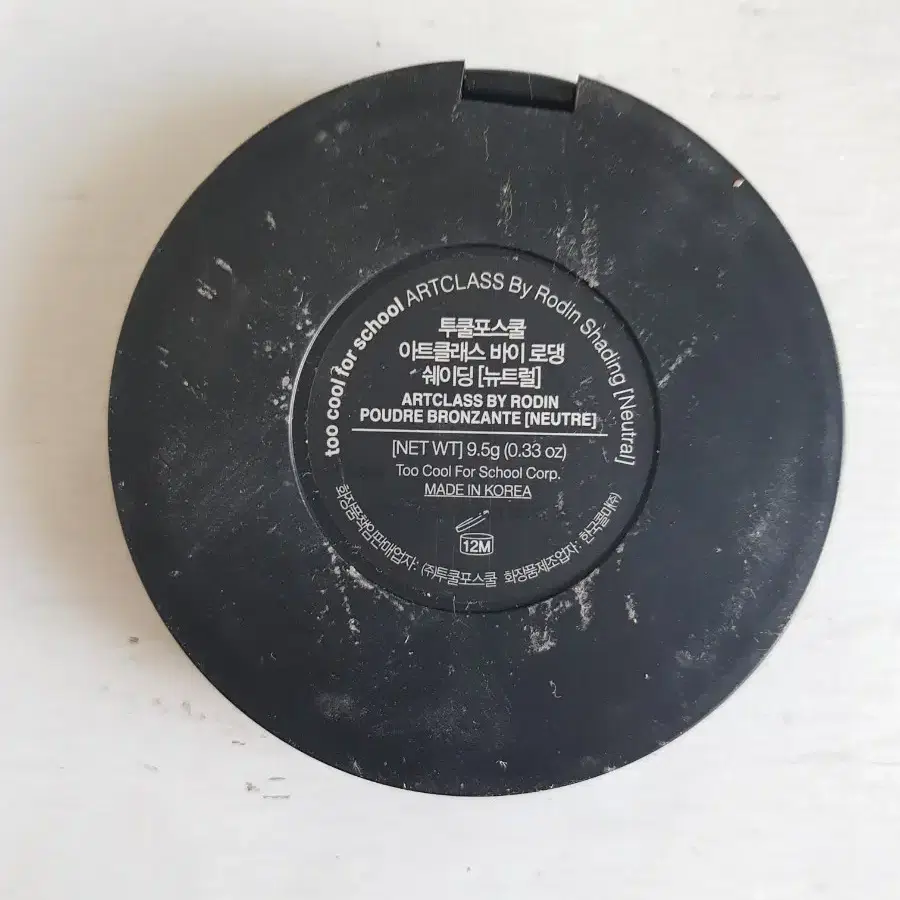 too cool for school ARTCLASS By Rodin Shading [Neutral]
투쿨포스쿨
아트클래스 바이 로댕
쉐이딩 [뉴트럴]
ARTCLASS BY RODIN
POUDRE BRONZANTE [NEUTRE]
[NET WT] 9.5g (0.33 oz)
Too Cool For School Corp.
MADE IN KOREA
12M
화장품책임판매업자: (주)투쿨포스쿨 화장품제조업자: 한국콜마(주)